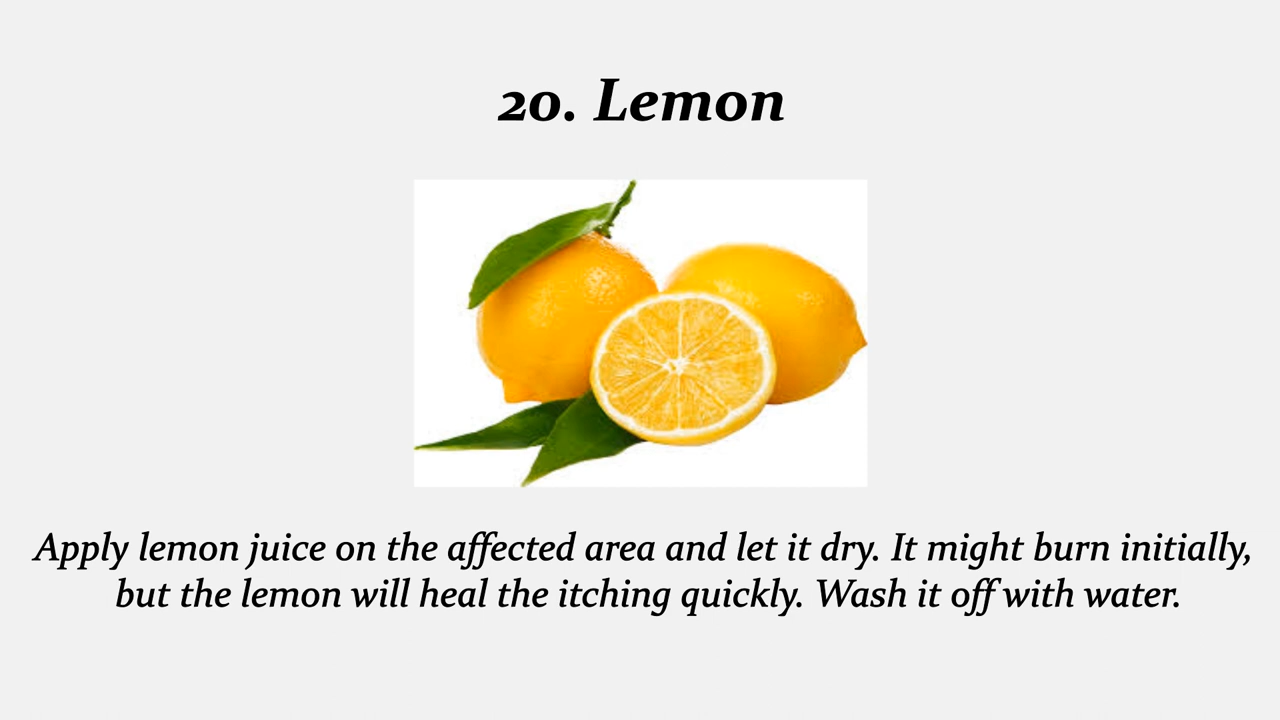 20. Lemon
Apply lemon juice on the affected area and let it dry. It might burn initially,
but the lemon will heal the itching quickly. Wash it off with water.